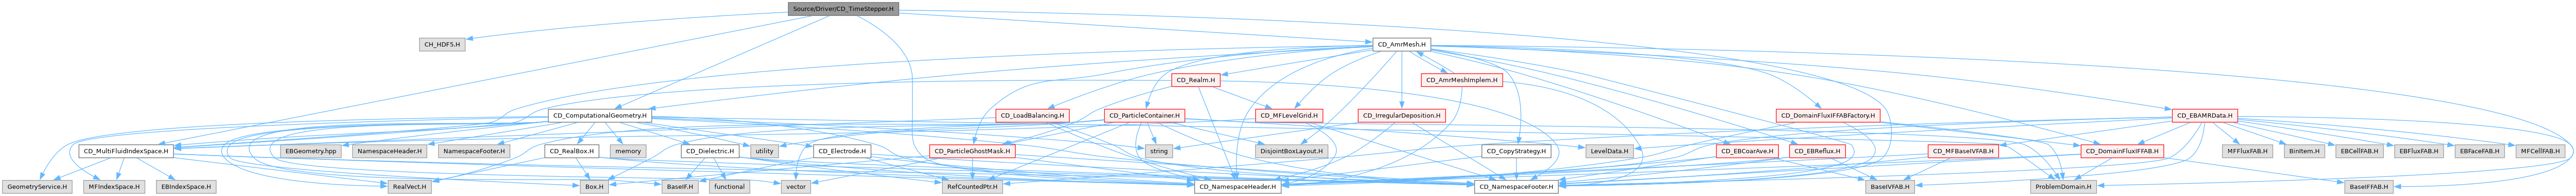 Source/Driver/CD_TimeStepper.H
CH_HDF5.H
CD_AmrMesh.H
CD_Realm.H
CD_AmrMeshImplem.H
CD_ComputationalGeometry.H
CD_LoadBalancing.H
CD_ParticleContainer.H
CD_MFLevelGrid.H
CD_IrregularDeposition.H
CD_DomainFluxIFFABFactory.H
CD_EBAMRData.H
CD_MultiFluidIndexSpace.H
EBGeometry.hpp
NamespaceHeader.H
NamespaceFooter.H
CD_RealBox.H
memory
CD_Dielectric.H
utility
CD_Electrode.H
CD_ParticleGhostMask.H
string
DisjointBoxLayout.H
CD_CopyStrategy.H
LevelData.H
CD_EBCoarAve.H
CD_EBReflux.H
CD_MFBaseIVFAB.H
CD_DomainFluxIFFAB.H
MFFluxFAB.H
BinItem.H
EBCellFAB.H
EBFluxFAB.H
EBFaceFAB.H
MFCellFAB.H
GeometryService.H
MFIndexSpace.H
EBIndexSpace.H
RealVect.H
Box.H
BaseIF.H
functional
vector
RefCountedPtr.H
CD_NamespaceHeader.H
CD_NamespaceFooter.H
BaseIVFAB.H
ProblemDomain.H
BaseIFFAB.H